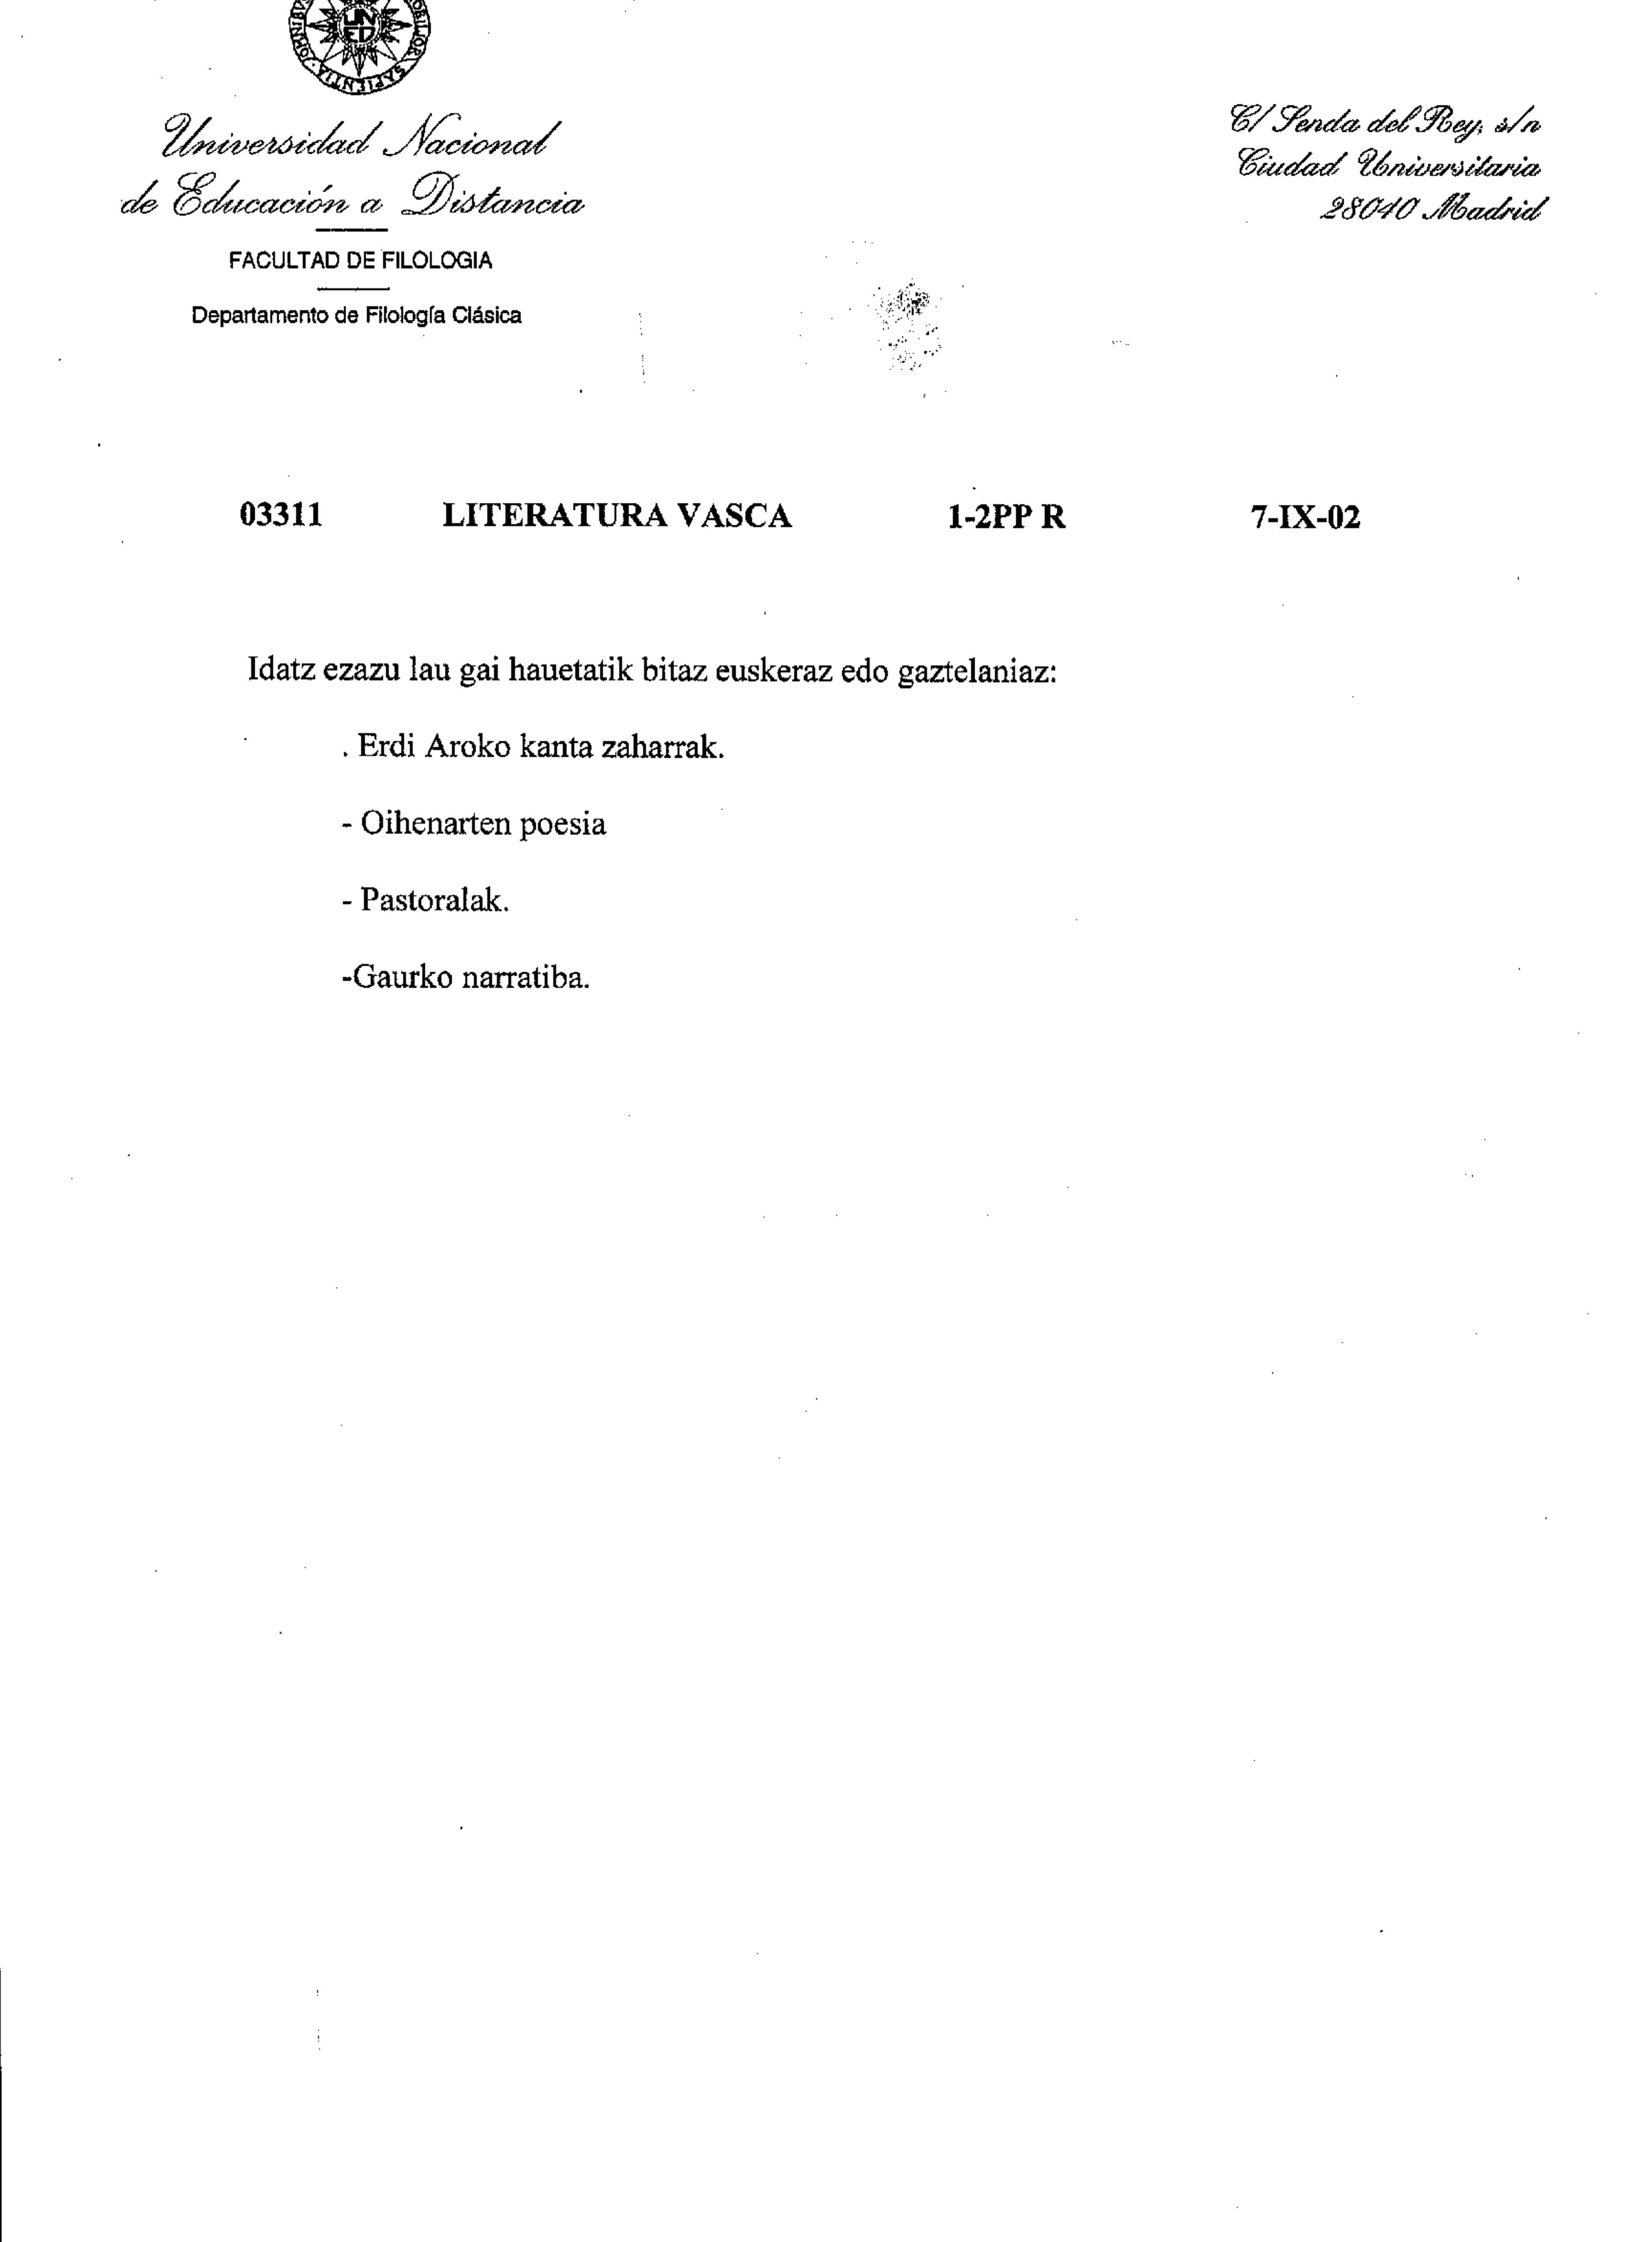 UNED
SAPIENTIA
Universidad Nacional
de Educación a Distancia
FACULTAD DE FILOLOGIA
Departamento de Filología Clásica
C/ Senda del Rey, s/n
Ciudad Universitaria
28040 Madrid
03311 LITERATURA VASCA 1-2PP R 7-IX-02
Idatz ezazu lau gai hauetatik bitaz euskeraz edo gaztelaniaz:
. Erdi Aroko kanta zaharrak.
- Oihenarten poesia
- Pastoralak.
-Gaurko narratiba.